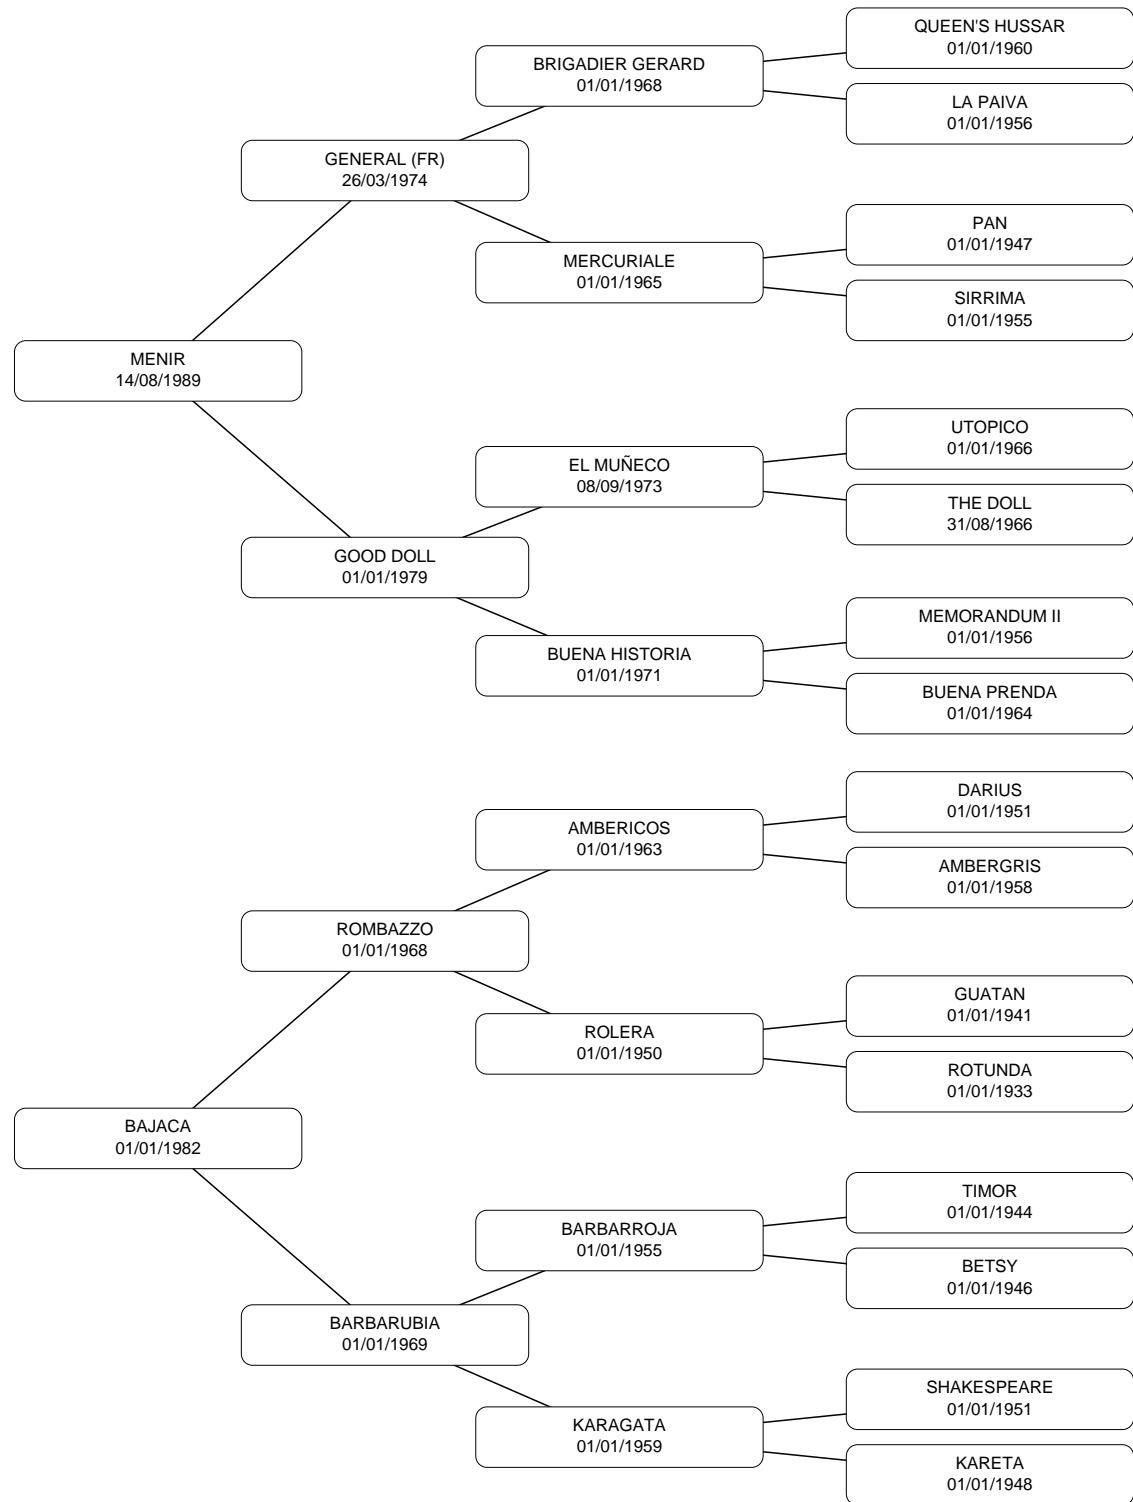 QUEEN'S HUSSAR
01/01/1960
BRIGADIER GERARD
01/01/1968
LA PAIVA
01/01/1956
GENERAL (FR)
26/03/1974
PAN
01/01/1947
MERCURIALE
01/01/1965
SIRRIMA
01/01/1955
MENIR
14/08/1989
UTOPICO
01/01/1966
EL MUÑECO
08/09/1973
THE DOLL
31/08/1966
GOOD DOLL
01/01/1979
MEMORANDUM II
01/01/1956
BUENA HISTORIA
01/01/1971
BUENA PRENDA
01/01/1964
DARIUS
01/01/1951
AMBERICOS
01/01/1963
AMBERGRIS
01/01/1958
ROMBAZZO
01/01/1968
GUATAN
01/01/1941
ROLERA
01/01/1950
ROTUNDA
01/01/1933
BAJACA
01/01/1982
TIMOR
01/01/1944
BARBARROJA
01/01/1955
BETSY
01/01/1946
BARBARUBIA
01/01/1969
SHAKESPEARE
01/01/1951
KARAGATA
01/01/1959
KARETA
01/01/1948